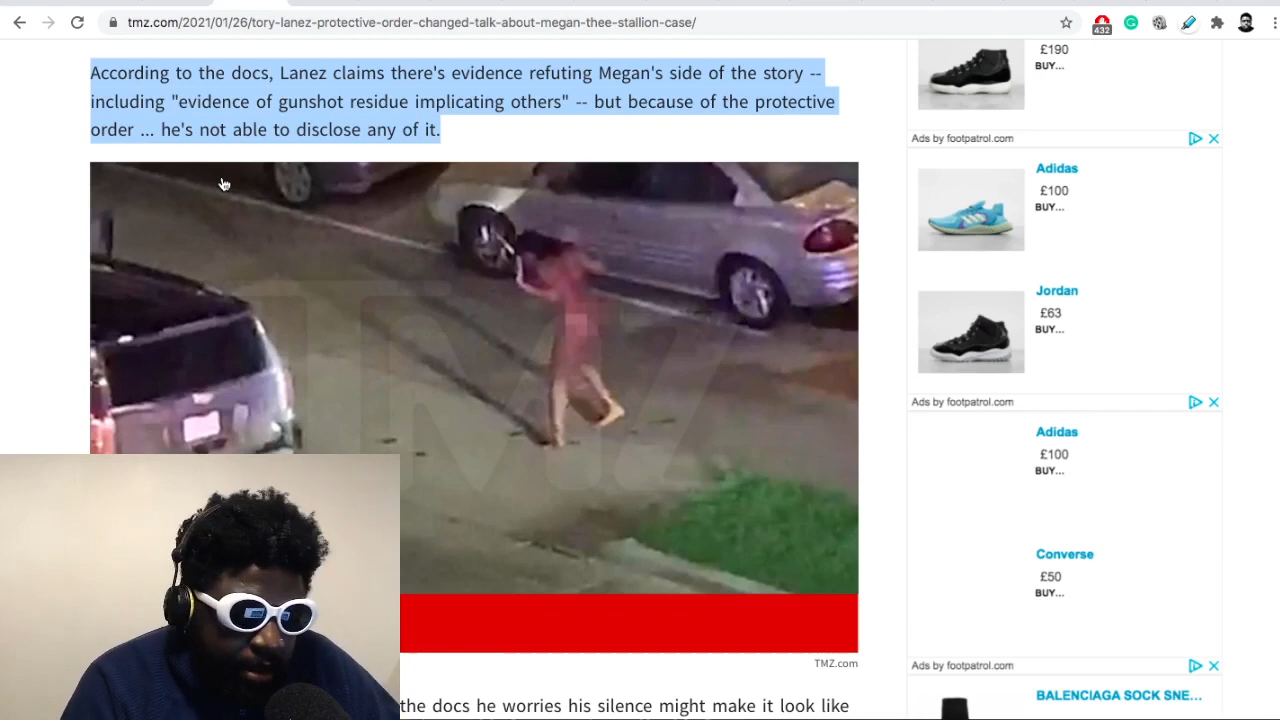 tmz.com/2021/01/26/tory-lanez-protective-order-changed-talk-about-megan-thee-stallion-case/
432
According to the docs, Lanez claims there's evidence refuting Megan's side of the story --
including "evidence of gunshot residue implicating others" -- but because of the protective
order ... he's not able to disclose any of it.
TMZ
TMZ.com
the docs he worries his silence might make it look like
£190
BUY...
Ads by footpatrol.com
Adidas
£100
BUY...
Jordan
£63
BUY...
Ads by footpatrol.com
Adidas
£100
BUY...
Converse
£50
BUY...
Ads by footpatrol.com
BALENCIAGA SOCK SNE...